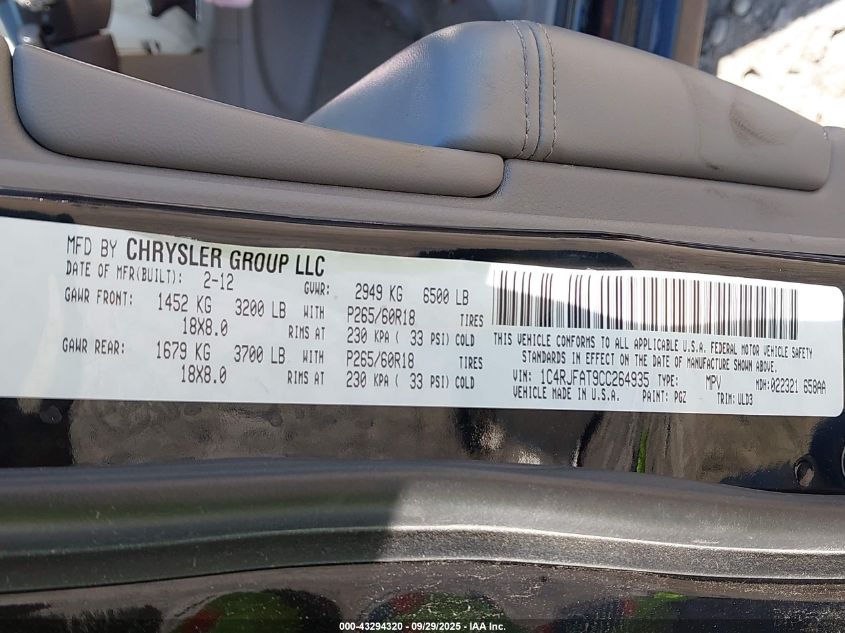 MFD BY CHRYSLER GROUP LLC
DATE OF MFR(BUILT): 2-12 GVWR: 2949 KG 6500 LB
GAWR FRONT: 1452 KG 3200 LB WITH P265/60R18 TIRES
18X8.0 RIMS AT 230 KPA ( 33 PSI) COLD
GAWR REAR: 1679 KG 3700 LB WITH P265/60R18 TIRES
18X8.0 RIMS AT 230 KPA ( 33 PSI) COLD
THIS VEHICLE CONFORMS TO ALL APPLICABLE U.S.A. FEDERAL MOTOR VEHICLE SAFETY
STANDARDS IN EFFECT ON THE DATE OF MANUFACTURE SHOWN ABOVE.
VIN: 1C4RJFAT9CC264935 TYPE: MPV MDH: 022321 658AA
VEHICLE MADE IN U.S.A. PAINT: PGZ TRIM: ULD3
000-43294320 - 09/29/2025 - IAA Inc.